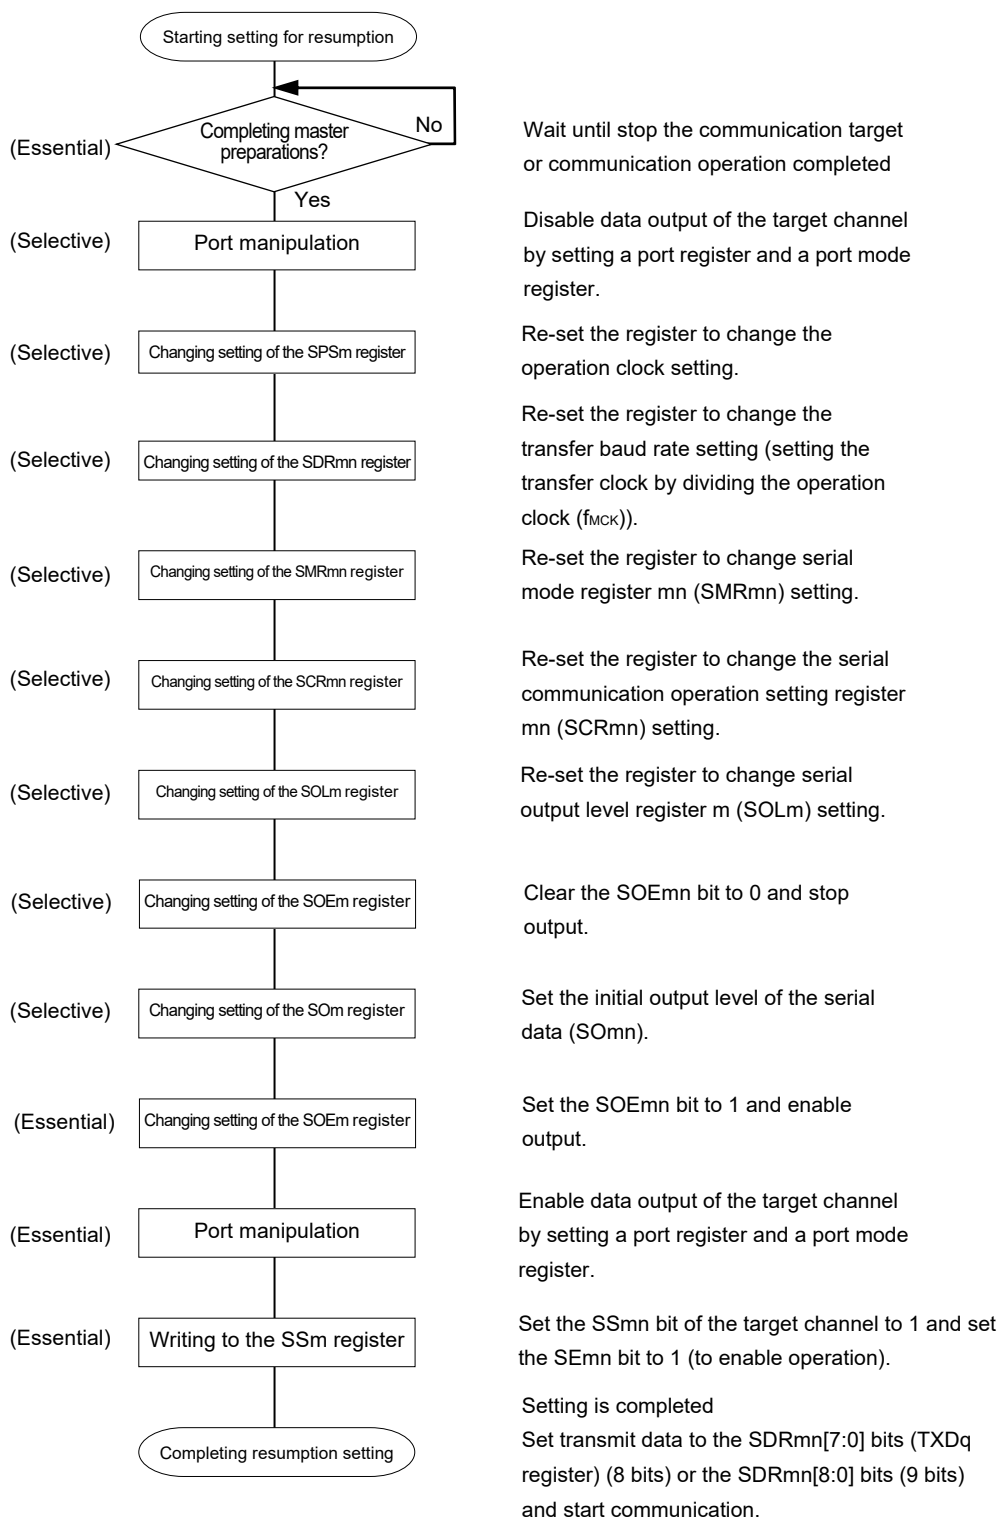 Starting setting for resumption
(Essential)
Completing master
preparations?
No
Yes
Wait until stop the communication target
or communication operation completed
(Selective)
Port manipulation
Disable data output of the target channel
by setting a port register and a port mode
register.
(Selective)
Changing setting of the SPSm register
Re-set the register to change the
operation clock setting.
(Selective)
Changing setting of the SDRmn register
Re-set the register to change the
transfer baud rate setting (setting the
transfer clock by dividing the operation
clock (fMCK)).
(Selective)
Changing setting of the SMRmn register
Re-set the register to change serial
mode register mn (SMRmn) setting.
(Selective)
Changing setting of the SCRmn register
Re-set the register to change the serial
communication operation setting register
mn (SCRmn) setting.
(Selective)
Changing setting of the SOLm register
Re-set the register to change serial
output level register m (SOLm) setting.
(Selective)
Changing setting of the SOEm register
Clear the SOEmn bit to 0 and stop
output.
(Selective)
Changing setting of the SOm register
Set the initial output level of the serial
data (SOmn).
(Essential)
Changing setting of the SOEm register
Set the SOEmn bit to 1 and enable
output.
(Essential)
Port manipulation
Enable data output of the target channel
by setting a port register and a port mode
register.
(Essential)
Writing to the SSm register
Set the SSmn bit of the target channel to 1 and set
the SEmn bit to 1 (to enable operation).
Completing resumption setting
Setting is completed
Set transmit data to the SDRmn[7:0] bits (TXDq
register) (8 bits) or the SDRmn[8:0] bits (9 bits)
and start communication.